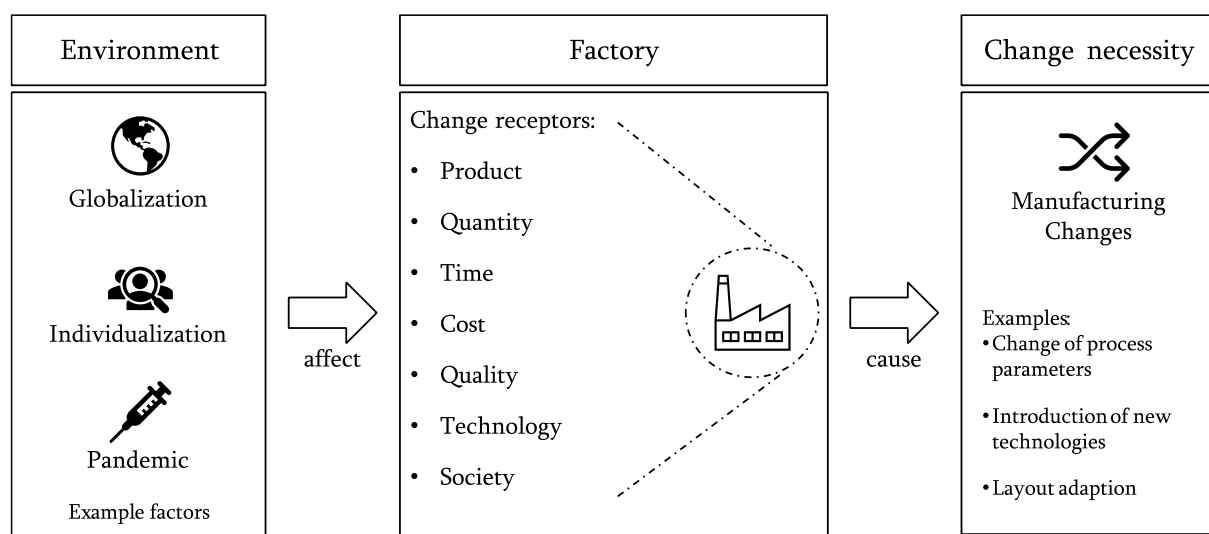 Environment
Globalization
Individualization
Pandemic
Example factors
affect
Factory
Change receptors:
• Product
• Quantity
• Time
• Cost
• Quality
• Technology
• Society
cause
Change necessity
Manufacturing
Changes
Examples:
• Change of process
parameters
• Introduction of new
technologies
• Layout adaption